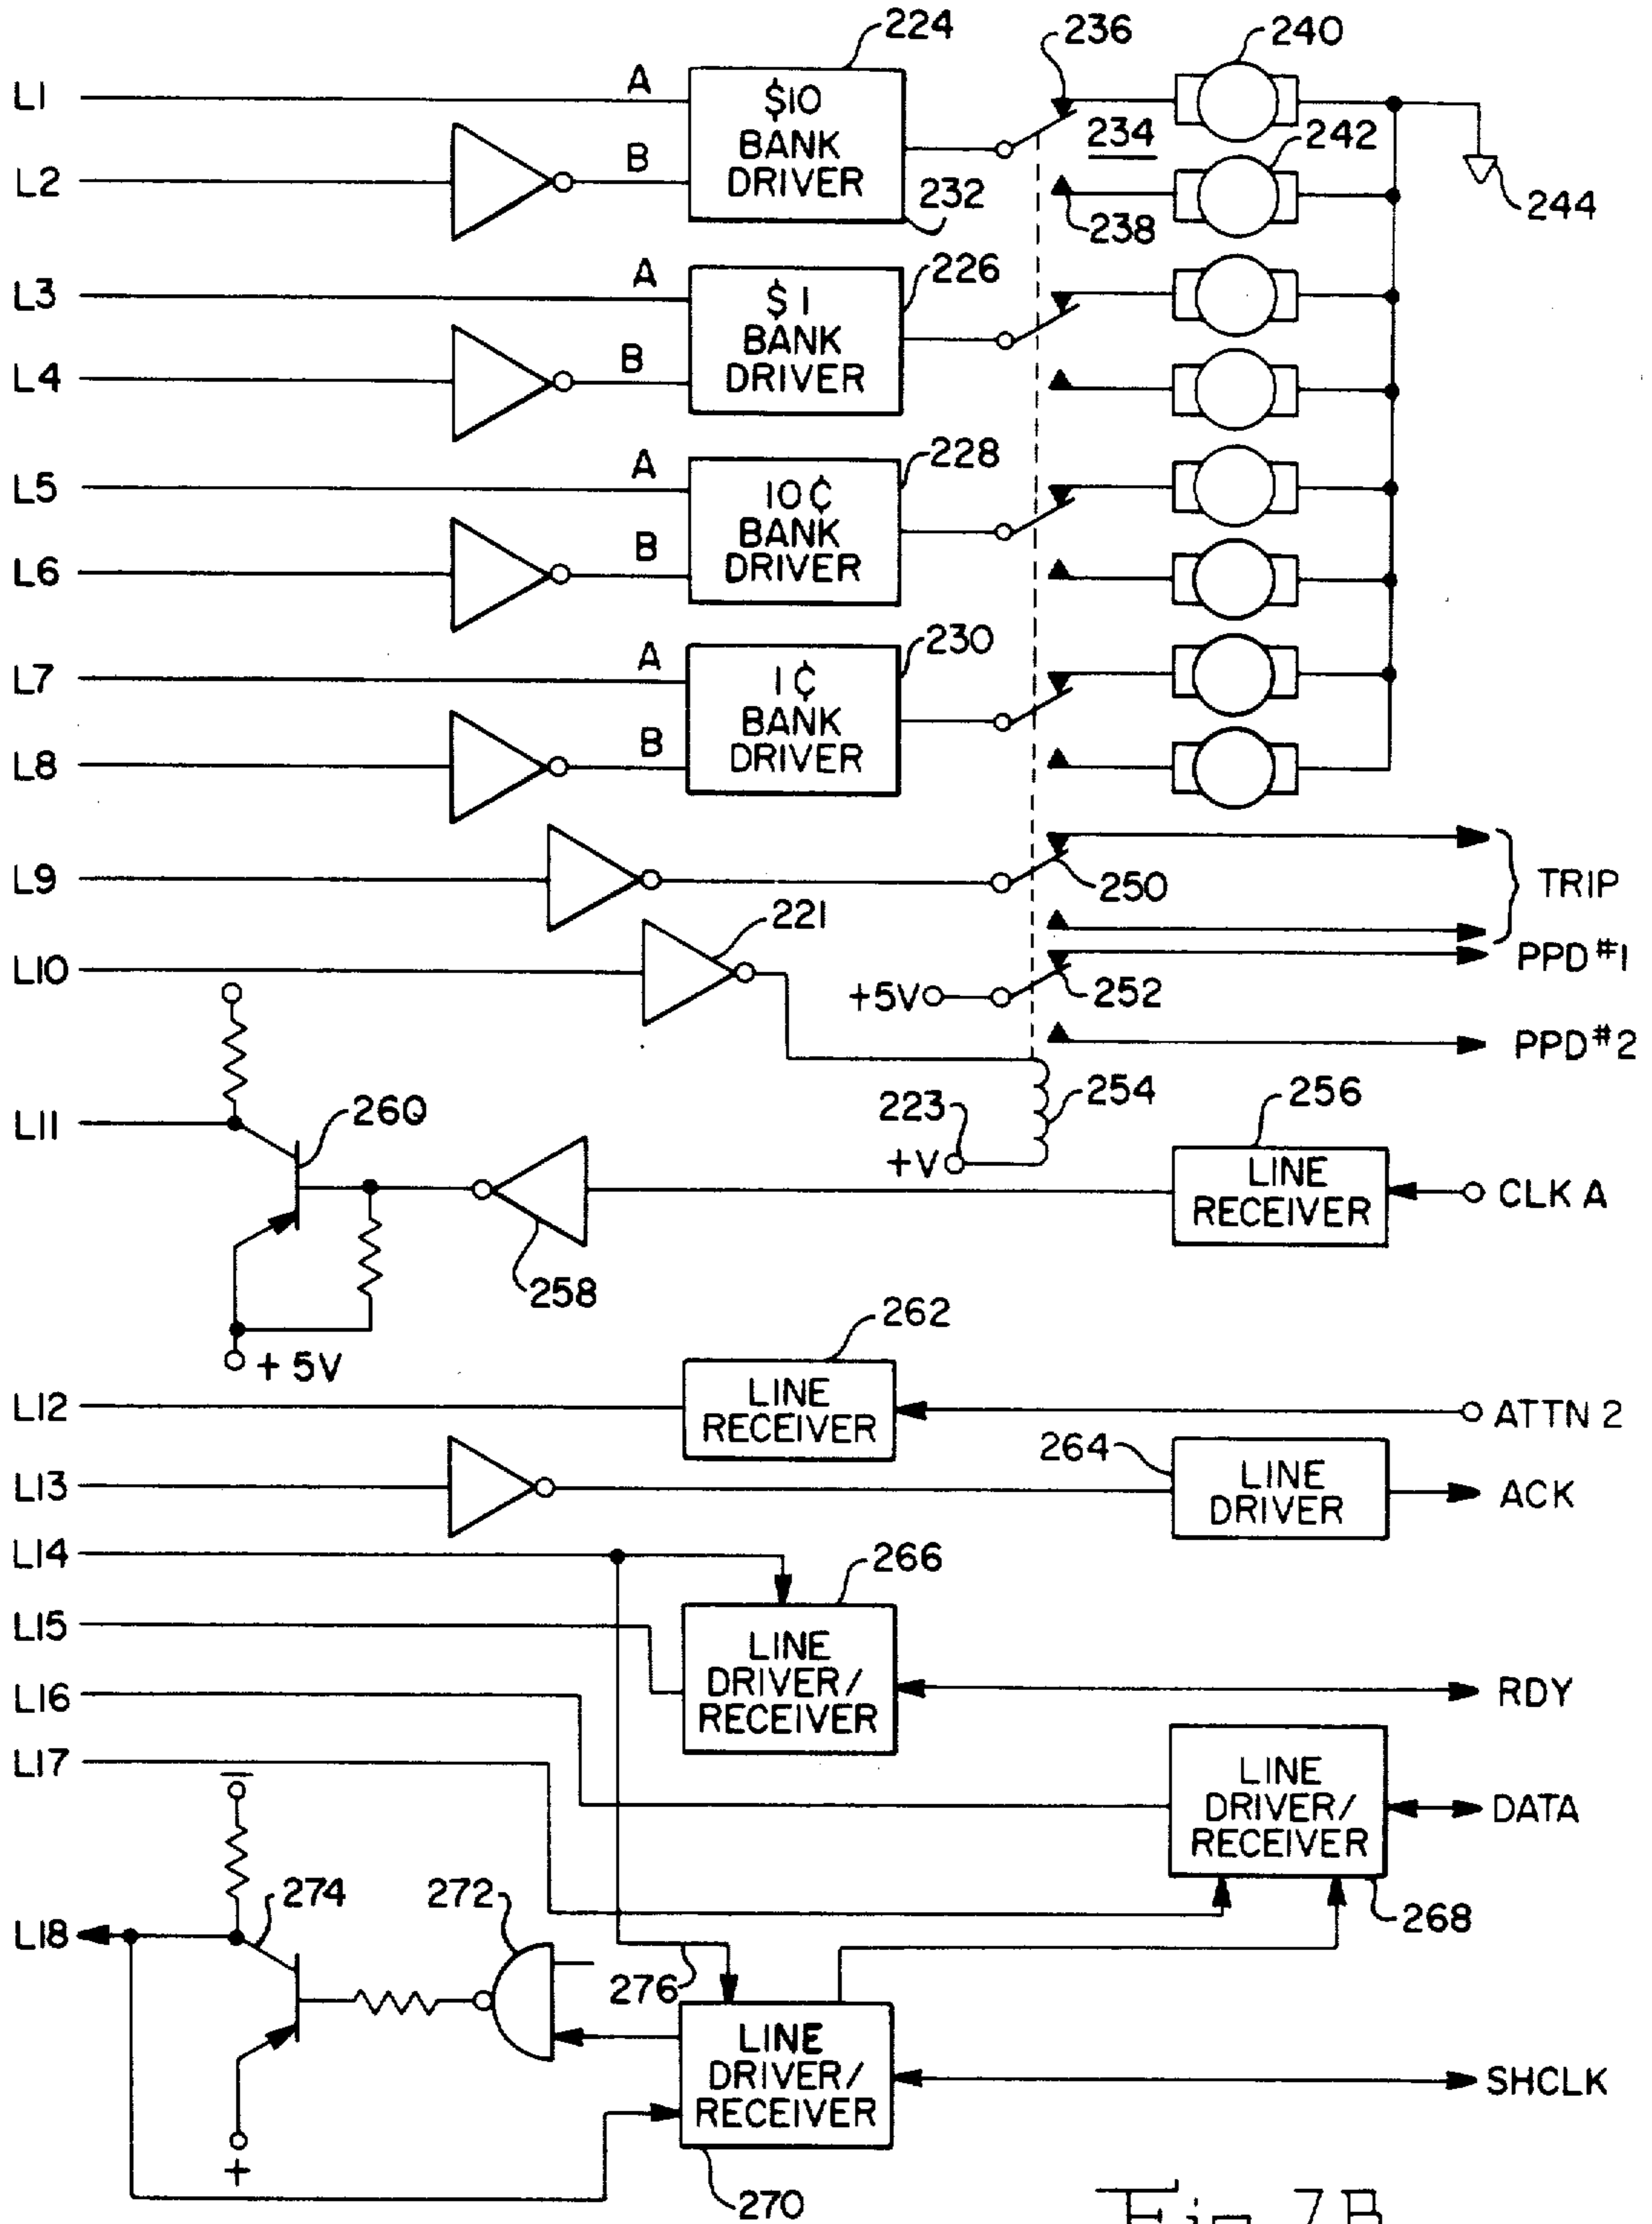 224
236
240
L1
A
$10
BANK
DRIVER
234
242
L2
B
232
238
244
L3
A
226
$1
BANK
DRIVER
L4
B
L5
A
228
10¢
BANK
DRIVER
L6
B
L7
A
230
1¢
BANK
DRIVER
L8
B
L9
250
TRIP
221
L10
PPD#1
+5V
252
PPD#2
L11
260
223
254
256
+V
LINE
RECEIVER
CLK A
258
262
+5V
L12
LINE
RECEIVER
ATTN 2
264
L13
LINE
DRIVER
ACK
L14
266
L15
LINE
DRIVER/
RECEIVER
L16
RDY
L17
LINE
DRIVER/
RECEIVER
DATA
274
272
268
L18
276
LINE
DRIVER/
RECEIVER
SHCLK
+
270
Fig 7B